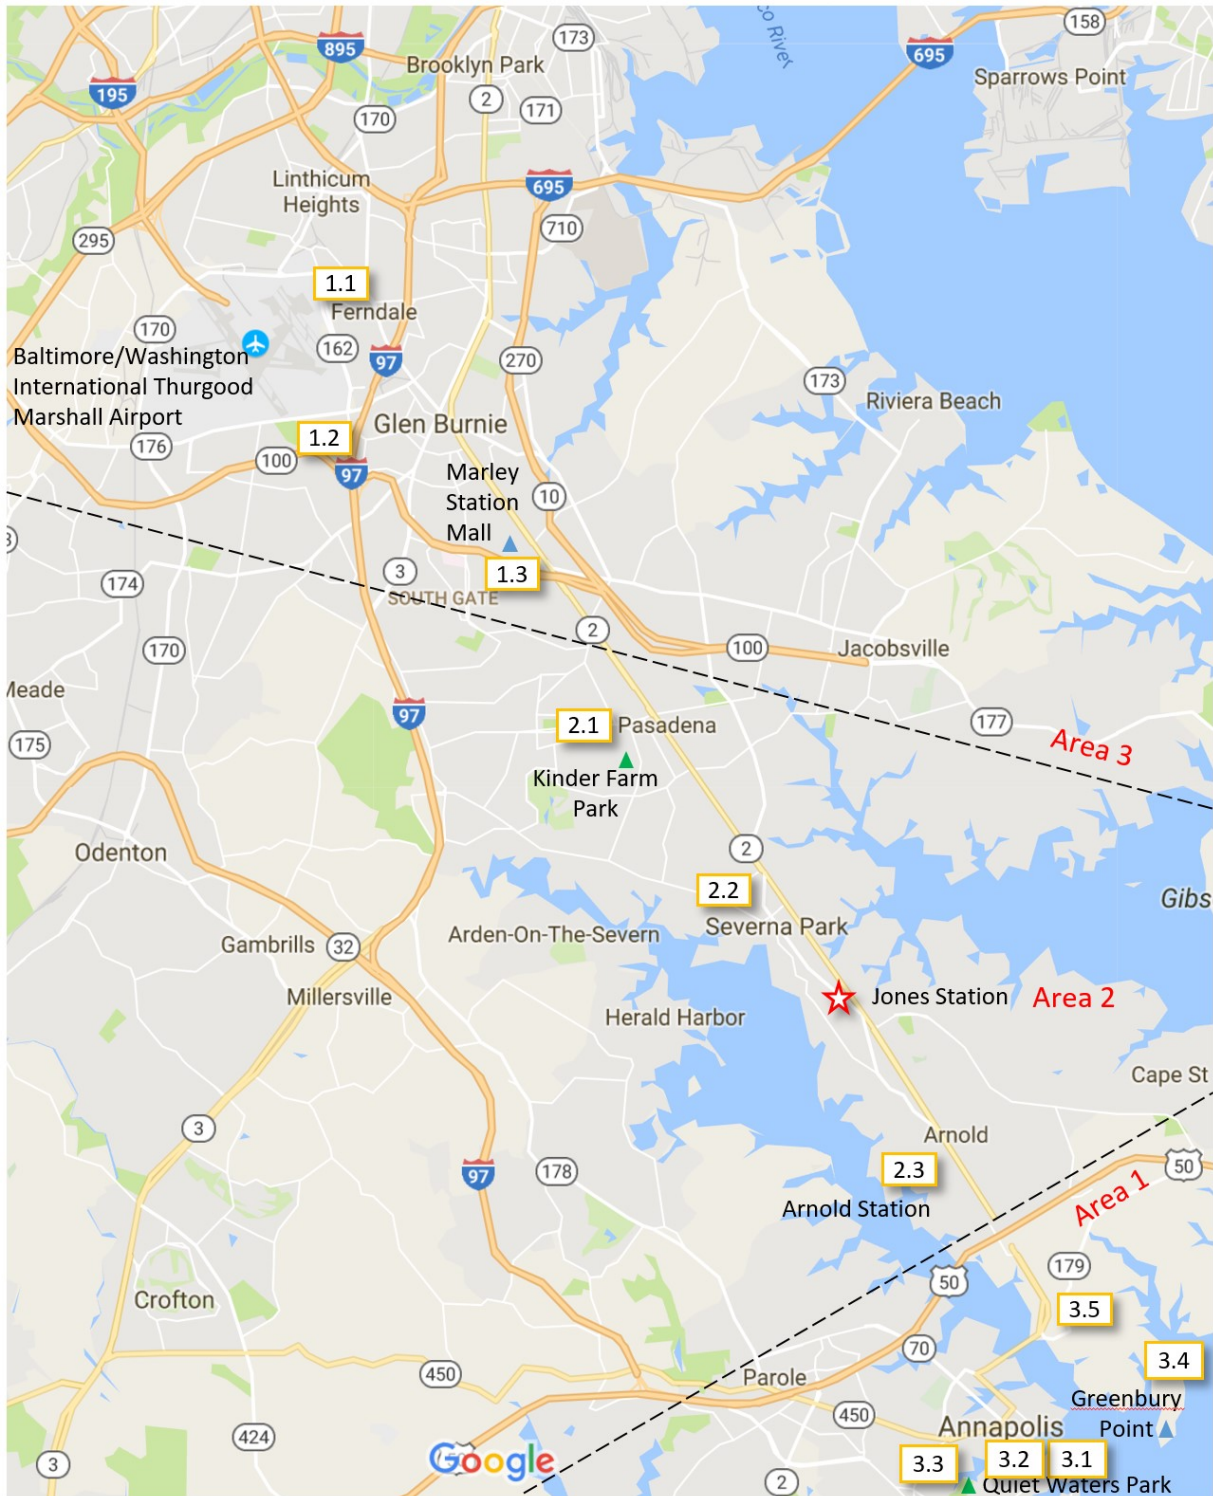 158
173
895
695
Brooklyn Park
Sparrows Point
195
2
171
170
Linthicum
Heights
695
710
295
1.1
Ferndale
170
162
97
270
Baltimore/Washington
International Thurgood
Marshall Airport
173
Riviera Beach
Glen Burnie
1.2
176
100
97
Marley
Station
Mall
10
3
174
3
1.3
SOUTH GATE
2
170
100
Jacobsville
Meade
97
2.1
Pasadena
177
Area 3
175
Kinder Farm
Park
Odenton
2
2.2
Gibs
Severna Park
Arden-On-The-Severn
Gambrills
32
Millersville
Jones Station
Area 2
Herald Harbor
Cape St
3
Arnold
178
97
2.3
50
Area 1
Arnold Station
179
50
Crofton
3.5
70
3.4
450
Parole
Greenbury
Point
450
Annapolis
424
Google
3
3.3
3.2
3.1
2
Quiet Waters Park